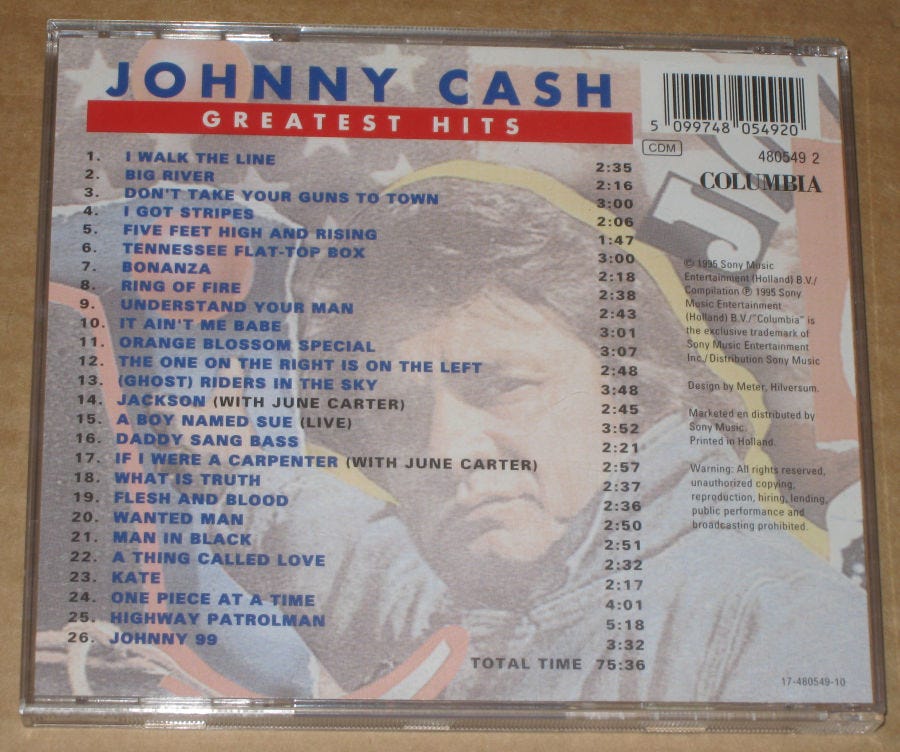 JOHNNY CASH
GREATEST HITS
1. I WALK THE LINE 2:35
2. BIG RIVER 2:16
3. DON'T TAKE YOUR GUNS TO TOWN 3:00
4. I GOT STRIPES 2:06
5. FIVE FEET HIGH AND RISING 1:47
6. TENNESSEE FLAT-TOP BOX 3:00
7. BONANZA 2:18
8. RING OF FIRE 2:38
9. UNDERSTAND YOUR MAN 2:43
10. IT AIN'T ME BABE 3:01
11. ORANGE BLOSSOM SPECIAL 3:07
12. THE ONE ON THE RIGHT IS ON THE LEFT 2:48
13. (GHOST) RIDERS IN THE SKY 3:48
14. JACKSON (WITH JUNE CARTER) 2:45
15. A BOY NAMED SUE (LIVE) 3:52
16. DADDY SANG BASS 2:21
17. IF I WERE A CARPENTER (WITH JUNE CARTER) 2:57
18. WHAT IS TRUTH 2:37
19. FLESH AND BLOOD 2:36
20. WANTED MAN 2:50
21. MAN IN BLACK 2:51
22. A THING CALLED LOVE 2:32
23. KATE 2:17
24. ONE PIECE AT A TIME 4:01
25. HIGHWAY PATROLMAN 5:18
26. JOHNNY 99 3:32
TOTAL TIME 75:36
5 099748 054920
CDM
480549 2
COLUMBIA
© 1995 Sony Music
Entertainment (Holland) B.V./
Compilation ℗ 1995 Sony
Music Entertainment
(Holland) B.V./"Columbia" is
the exclusive trademark of
Sony Music Entertainment
Inc./Distribution Sony Music
Design by Meter, Hilversum.
Marketed en distributed by
Sony Music.
Printed in Holland.
Warning: All rights reserved,
unauthorized copying,
reproduction, hiring, lending,
public performance and
broadcasting prohibited.
17-480549-10